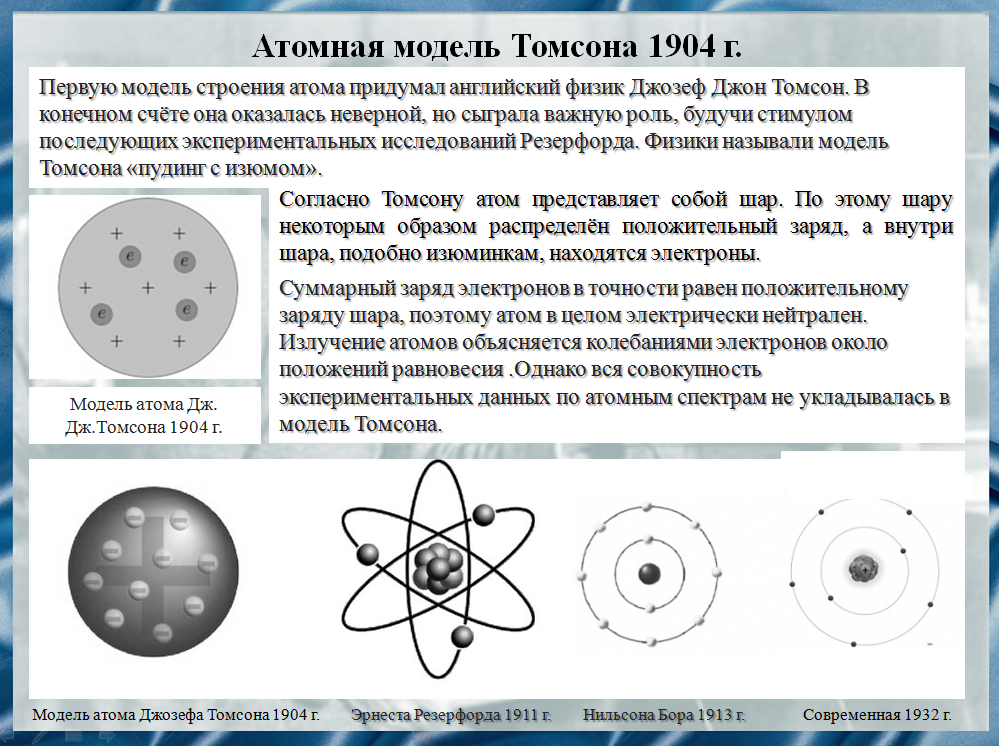 Атомная модель Томсона 1904 г.
Первую модель строения атома придумал английский физик Джозеф Джон Томсон. В
конечном счёте она оказалась неверной, но сыграла важную роль, будучи стимулом
последующих экспериментальных исследований Резерфорда. Физики называли модель
Томсона «пудинг с изюмом».
Согласно Томсону атом представляет собой шар. По этому шару
некоторым образом распределён положительный заряд, а внутри
шара, подобно изюминкам, находятся электроны.
Суммарный заряд электронов в точности равен положительному
заряду шара, поэтому атом в целом электрически нейтрален.
Излучение атомов объясняется колебаниями электронов около
положений равновесия .Однако вся совокупность
экспериментальных данных по атомным спектрам не укладывалась в
модель Томсона.
+ +
e e
+ + +
e e
+ +
Модель атома Дж.
Дж.Томсона 1904 г.
Модель атома Джозефа Томсона 1904 г. Эрнеста Резерфорда 1911 г. Нильсона Бора 1913 г. Современная 1932 г.